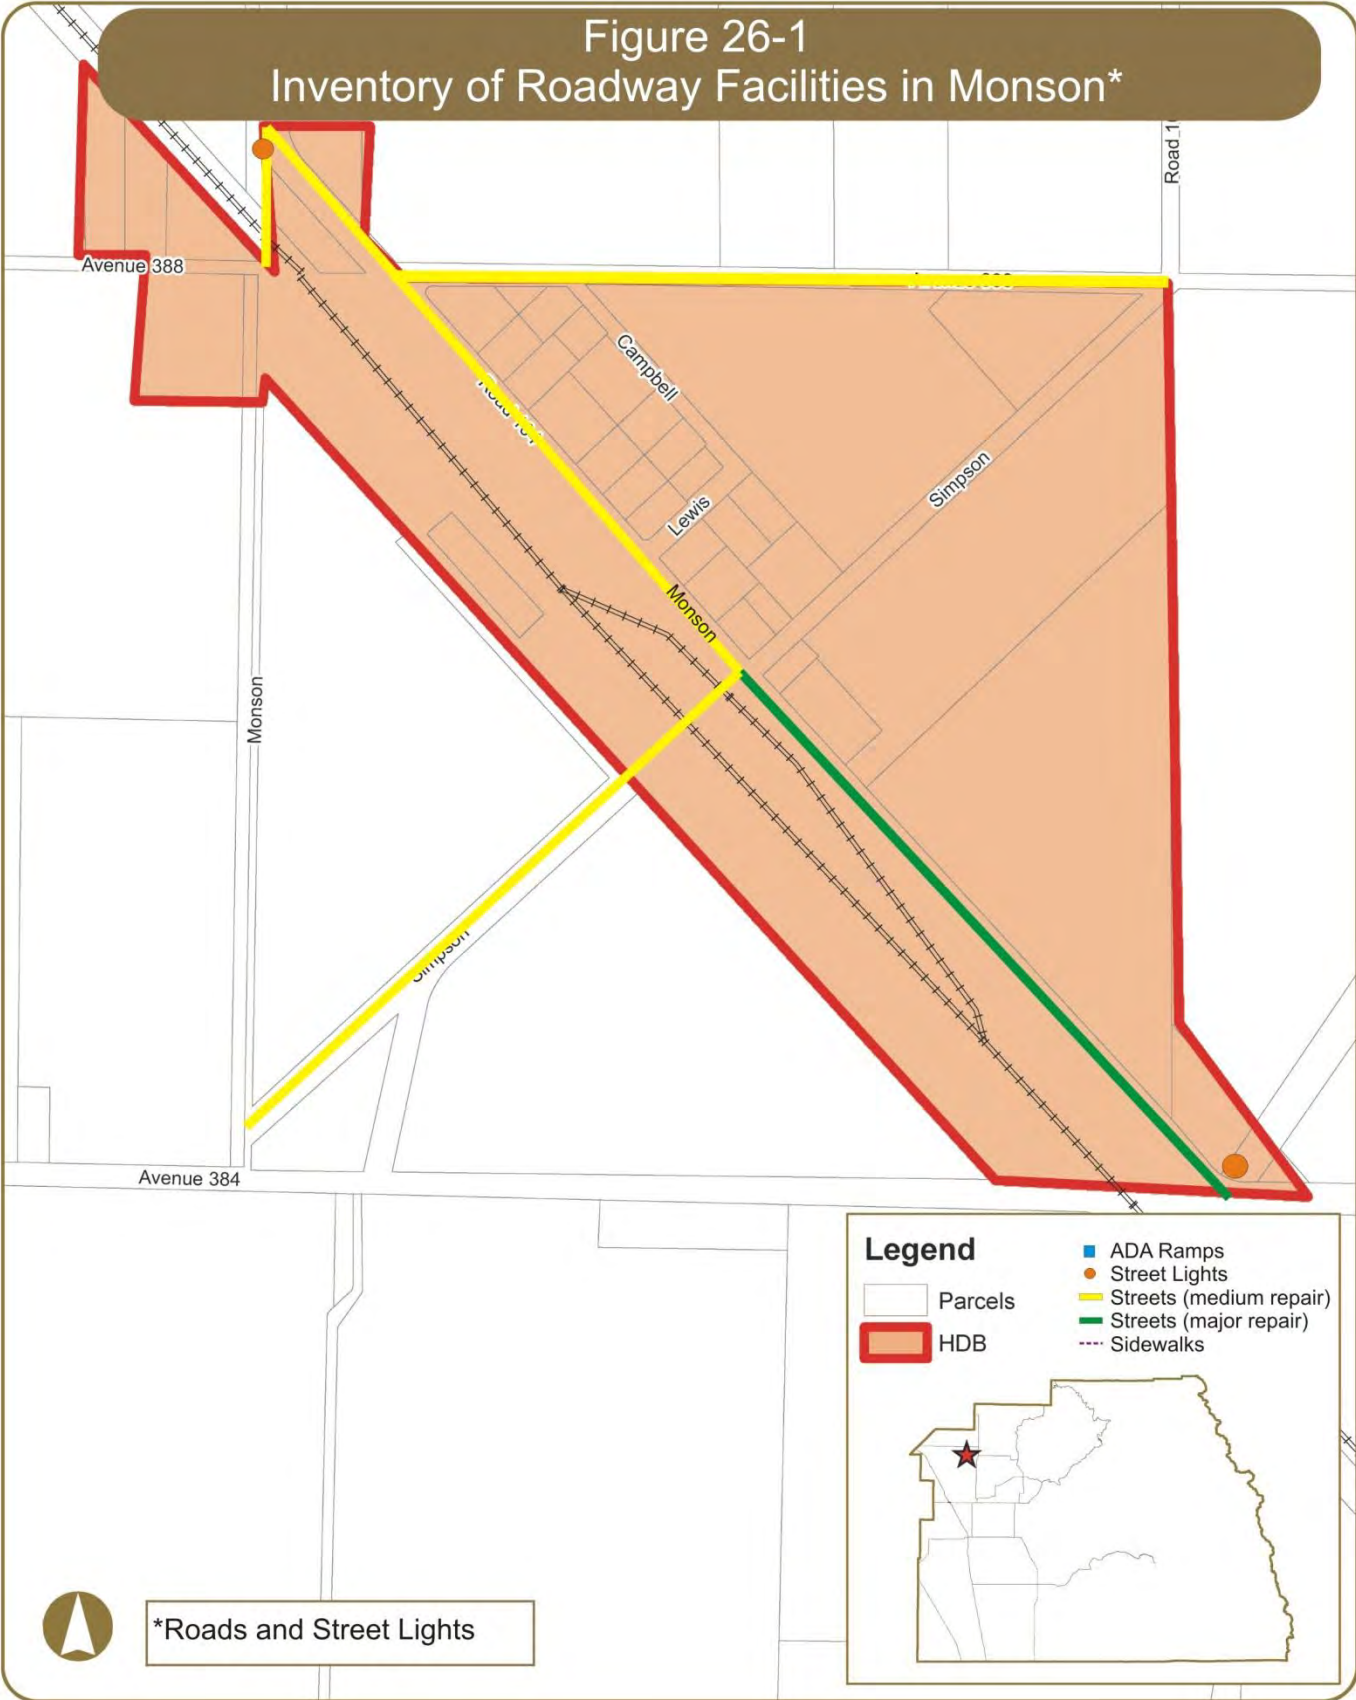 Figure 26-1
Inventory of Roadway Facilities in Monson*
Avenue 388
Campbell
Simpson
Lewis
Monson
Monson
Simpson
Avenue 384
Legend
Parcels
HDB
ADA Ramps
Street Lights
Streets (medium repair)
Streets (major repair)
Sidewalks
*Roads and Street Lights